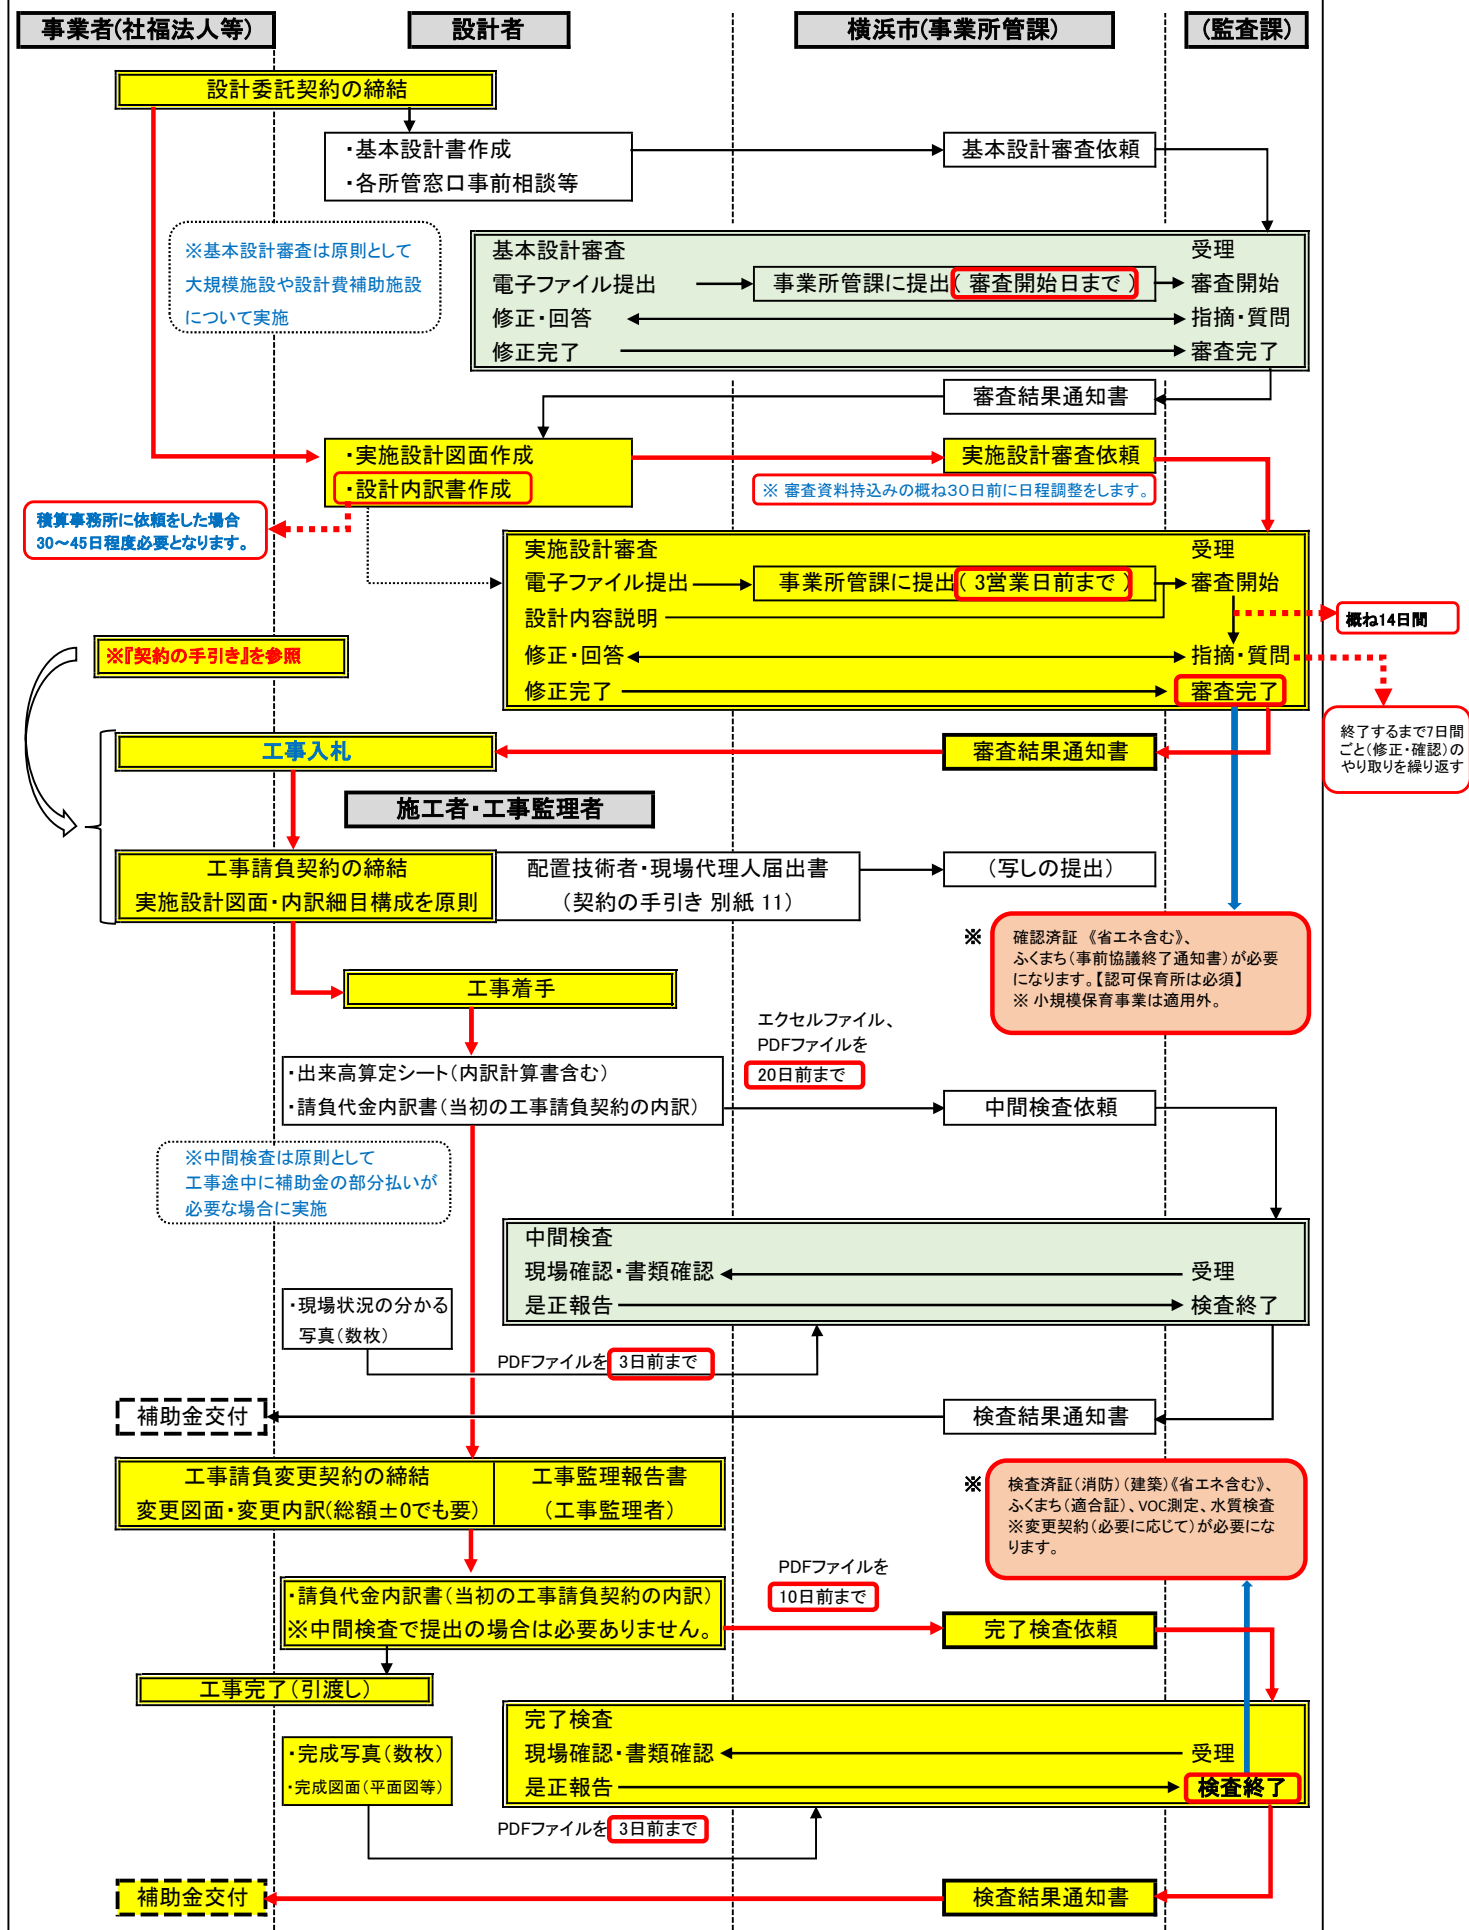 事業者(社福法人等)
設計者
横浜市(事業所管課)
(監査課)
設計委託契約の締結
・基本設計書作成
・各所管窓口事前相談等
基本設計審査依頼
※基本設計審査は原則として
大規模施設や設計費補助施設
について実施
基本設計審査
受理
電子ファイル提出
事業所管課に提出( 審査開始日まで )
審査開始
修正・回答
指摘・質問
修正完了
審査完了
審査結果通知書
・実施設計図面作成
・設計内訳書作成
実施設計審査依頼
※ 審査資料持込みの概ね30日前に日程調整をします。
積算事務所に依頼をした場合
30～45日程度必要となります。
実施設計審査
受理
電子ファイル提出
事業所管課に提出( 3営業日前まで )
審査開始
設計内容説明
概ね14日間
修正・回答
指摘・質問
修正完了
審査完了
※『契約の手引き』を参照
終了するまで7日間
ごと(修正・確認)の
やり取りを繰り返す
工事入札
審査結果通知書
施工者・工事監理者
工事請負契約の締結
実施設計図面・内訳細目構成を原則
配置技術者・現場代理人届出書
(契約の手引き 別紙 11)
(写しの提出)
※
確認済証 《省エネ含む》、
ふくまち(事前協議終了通知書)が必要
になります。【認可保育所は必須】
※ 小規模保育事業は適用外。
工事着手
エクセルファイル、
PDFファイルを
20日前まで
・出来高算定シート(内訳計算書含む)
・請負代金内訳書(当初の工事請負契約の内訳)
中間検査依頼
※中間検査は原則として
工事途中に補助金の部分払いが
必要な場合に実施
中間検査
現場確認・書類確認
受理
是正報告
検査終了
・現場状況の分かる
写真(数枚)
PDFファイルを 3日前まで
補助金交付
検査結果通知書
工事請負変更契約の締結
変更図面・変更内訳(総額±0でも要)
工事監理報告書
(工事監理者)
※
検査済証(消防)(建築)《省エネ含む》、
ふくまち(適合証)、VOC測定、水質検査
※変更契約(必要に応じて)が必要にな
ります。
PDFファイルを
10日前まで
・請負代金内訳書(当初の工事請負契約の内訳)
※中間検査で提出の場合は必要ありません。
完了検査依頼
工事完了(引渡し)
完了検査
現場確認・書類確認
受理
是正報告
検査終了
・完成写真(数枚)
・完成図面(平面図等)
PDFファイルを 3日前まで
補助金交付
検査結果通知書